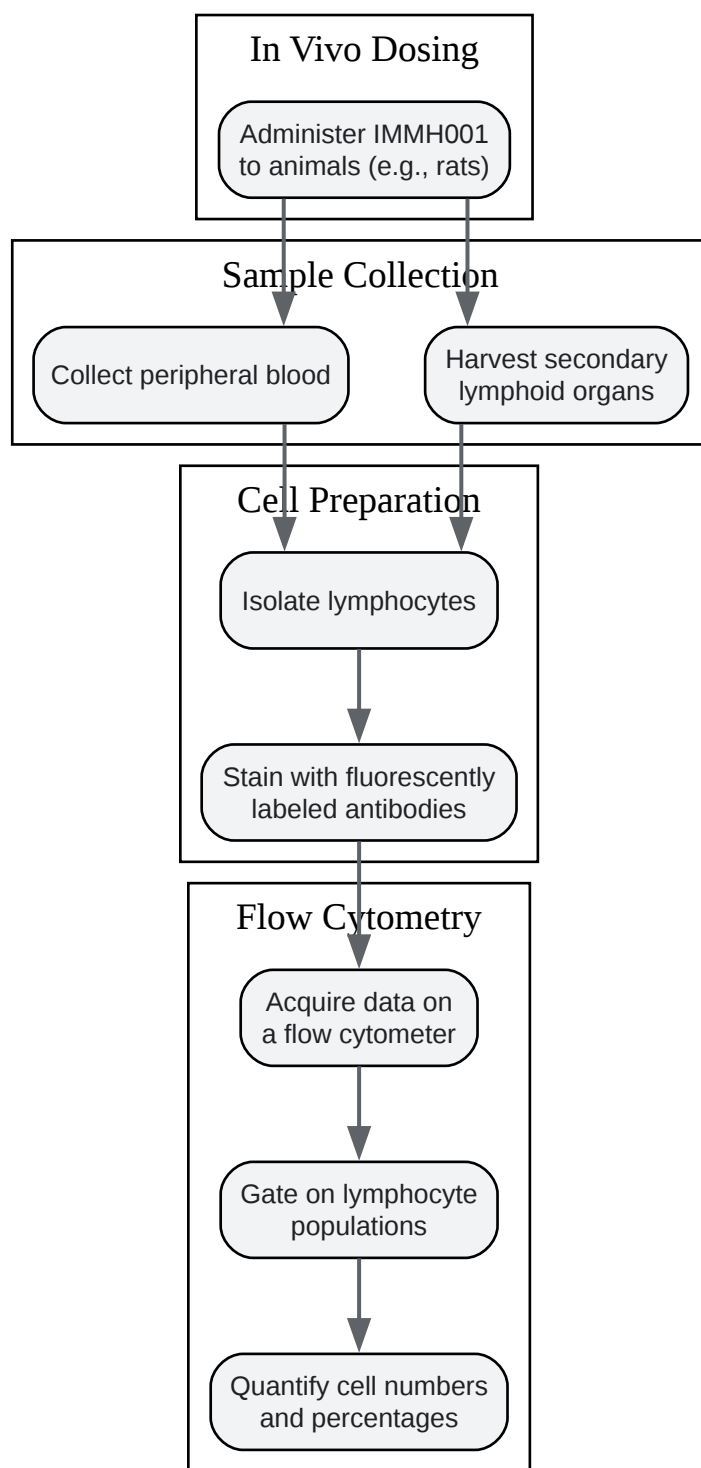 In Vivo Dosing
Administer IMMH001
to animals (e.g., rats)
Sample Collection
Collect peripheral blood
Harvest secondary
lymphoid organs
Cell Preparation
Isolate lymphocytes
Stain with fluorescently
labeled antibodies
Flow Cytometry
Acquire data on
a flow cytometer
Gate on lymphocyte
populations
Quantify cell numbers
and percentages